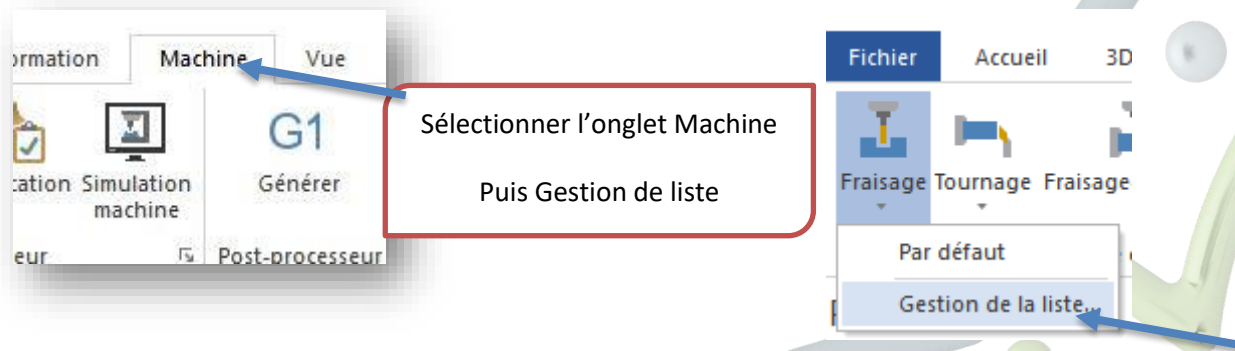 ormation Machine Vue
cation Simulation machine
G1
Générer
eur Post-processeur
Sélectionner l’onglet Machine
Puis Gestion de liste
Fichier Accueil 3D
Fraisage Tournage Fraisage
Par défaut
Gestion de la liste...